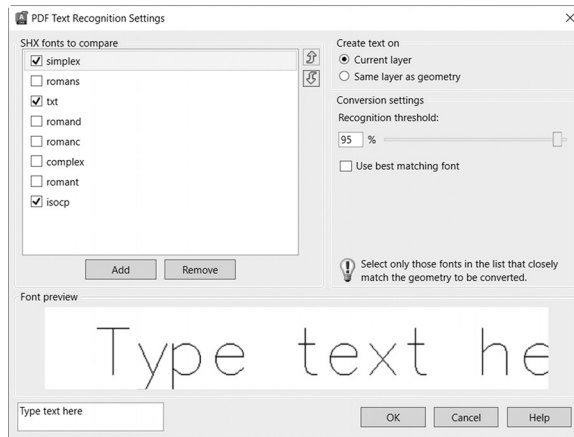 PDF Text Recognition Settings
SHX fonts to compare
simplex
romans
txt
romand
romanc
complex
romant
isocp
Add
Remove
Create text on
Current layer
Same layer as geometry
Conversion settings
Recognition threshold:
95 %
Use best matching font
Select only those fonts in the list that closely
match the geometry to be converted.
Font preview
Type text he
Type text here
OK
Cancel
Help